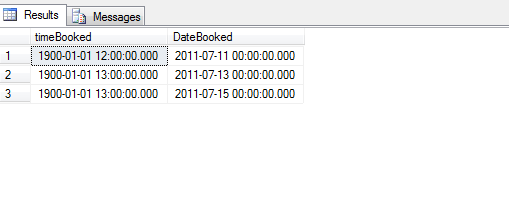 Results Messages
timeBooked DateBooked
1 1900-01-01 12:00:00.000 2011-07-11 00:00:00.000
2 1900-01-01 13:00:00.000 2011-07-13 00:00:00.000
3 1900-01-01 13:00:00.000 2011-07-15 00:00:00.000